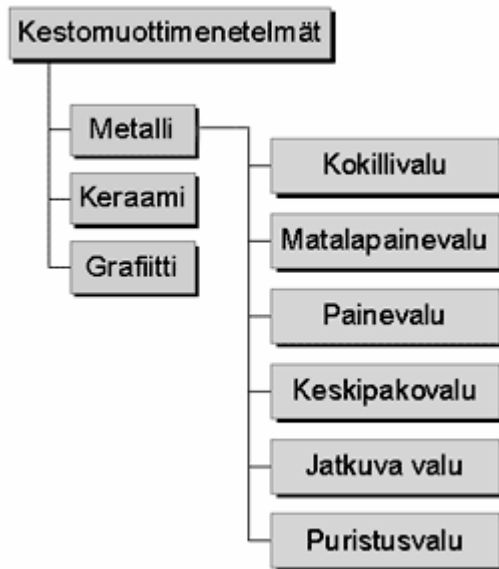 Kestomuottimenetelmät
Metalli
Keraami
Grafiitti
Kokillivalu
Matalapainevalu
Painevalu
Keskipakovalu
Jatkuva valu
Puristusvalu